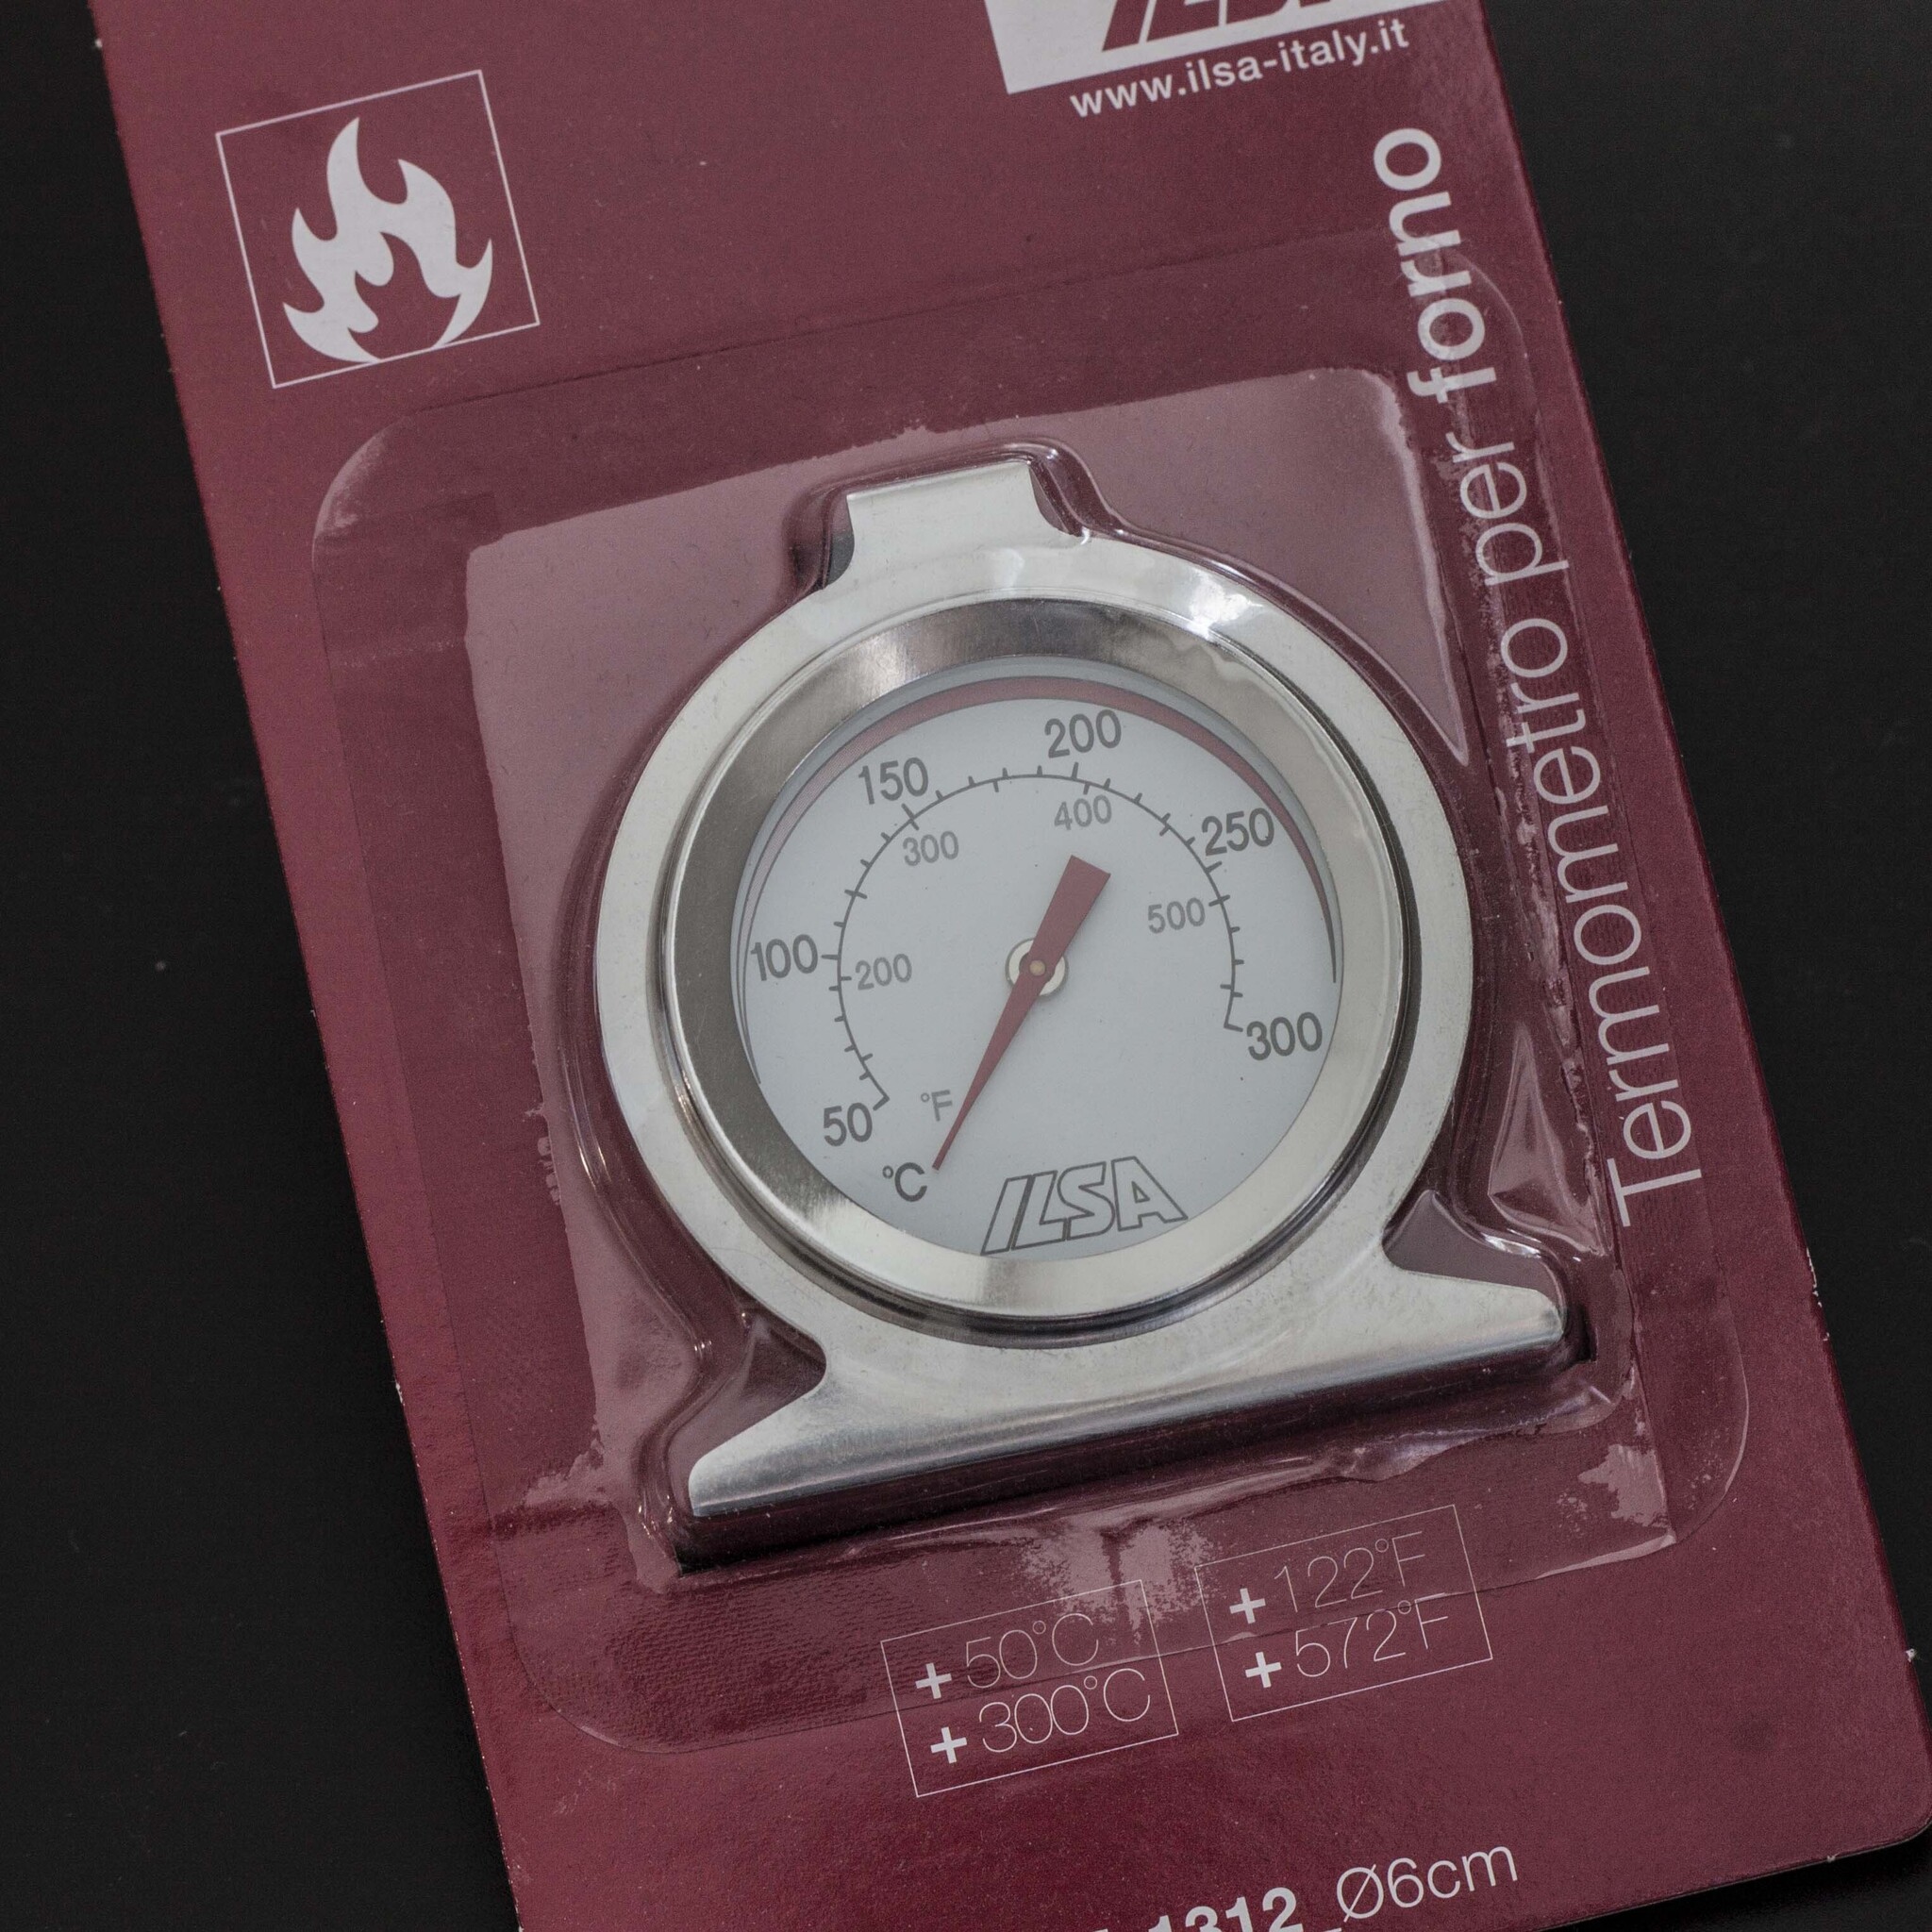 www.ilsa-italy.it
Termometro per forno
200
150
400
250
300
500
100
200
300
50
°F
°C
ILSA
+50°C
+300°C
+122°F
+572°F
1312_Ø6cm